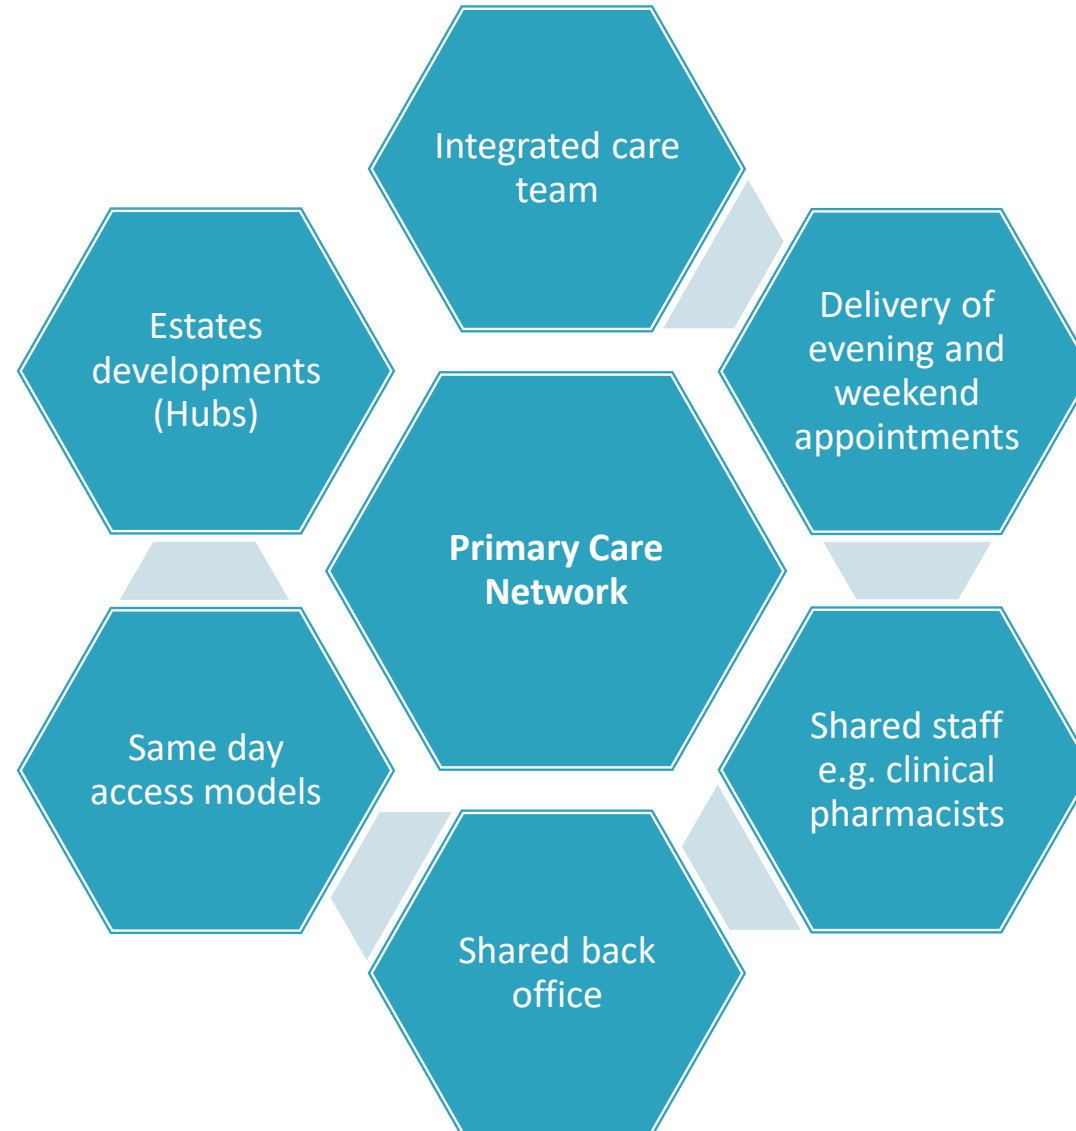 Integrated care
team
Delivery of
evening and
weekend
appointments
Shared staff
e.g. clinical
pharmacists
Shared back
office
Same day
access models
Estates
developments
(Hubs)
Primary Care
Network